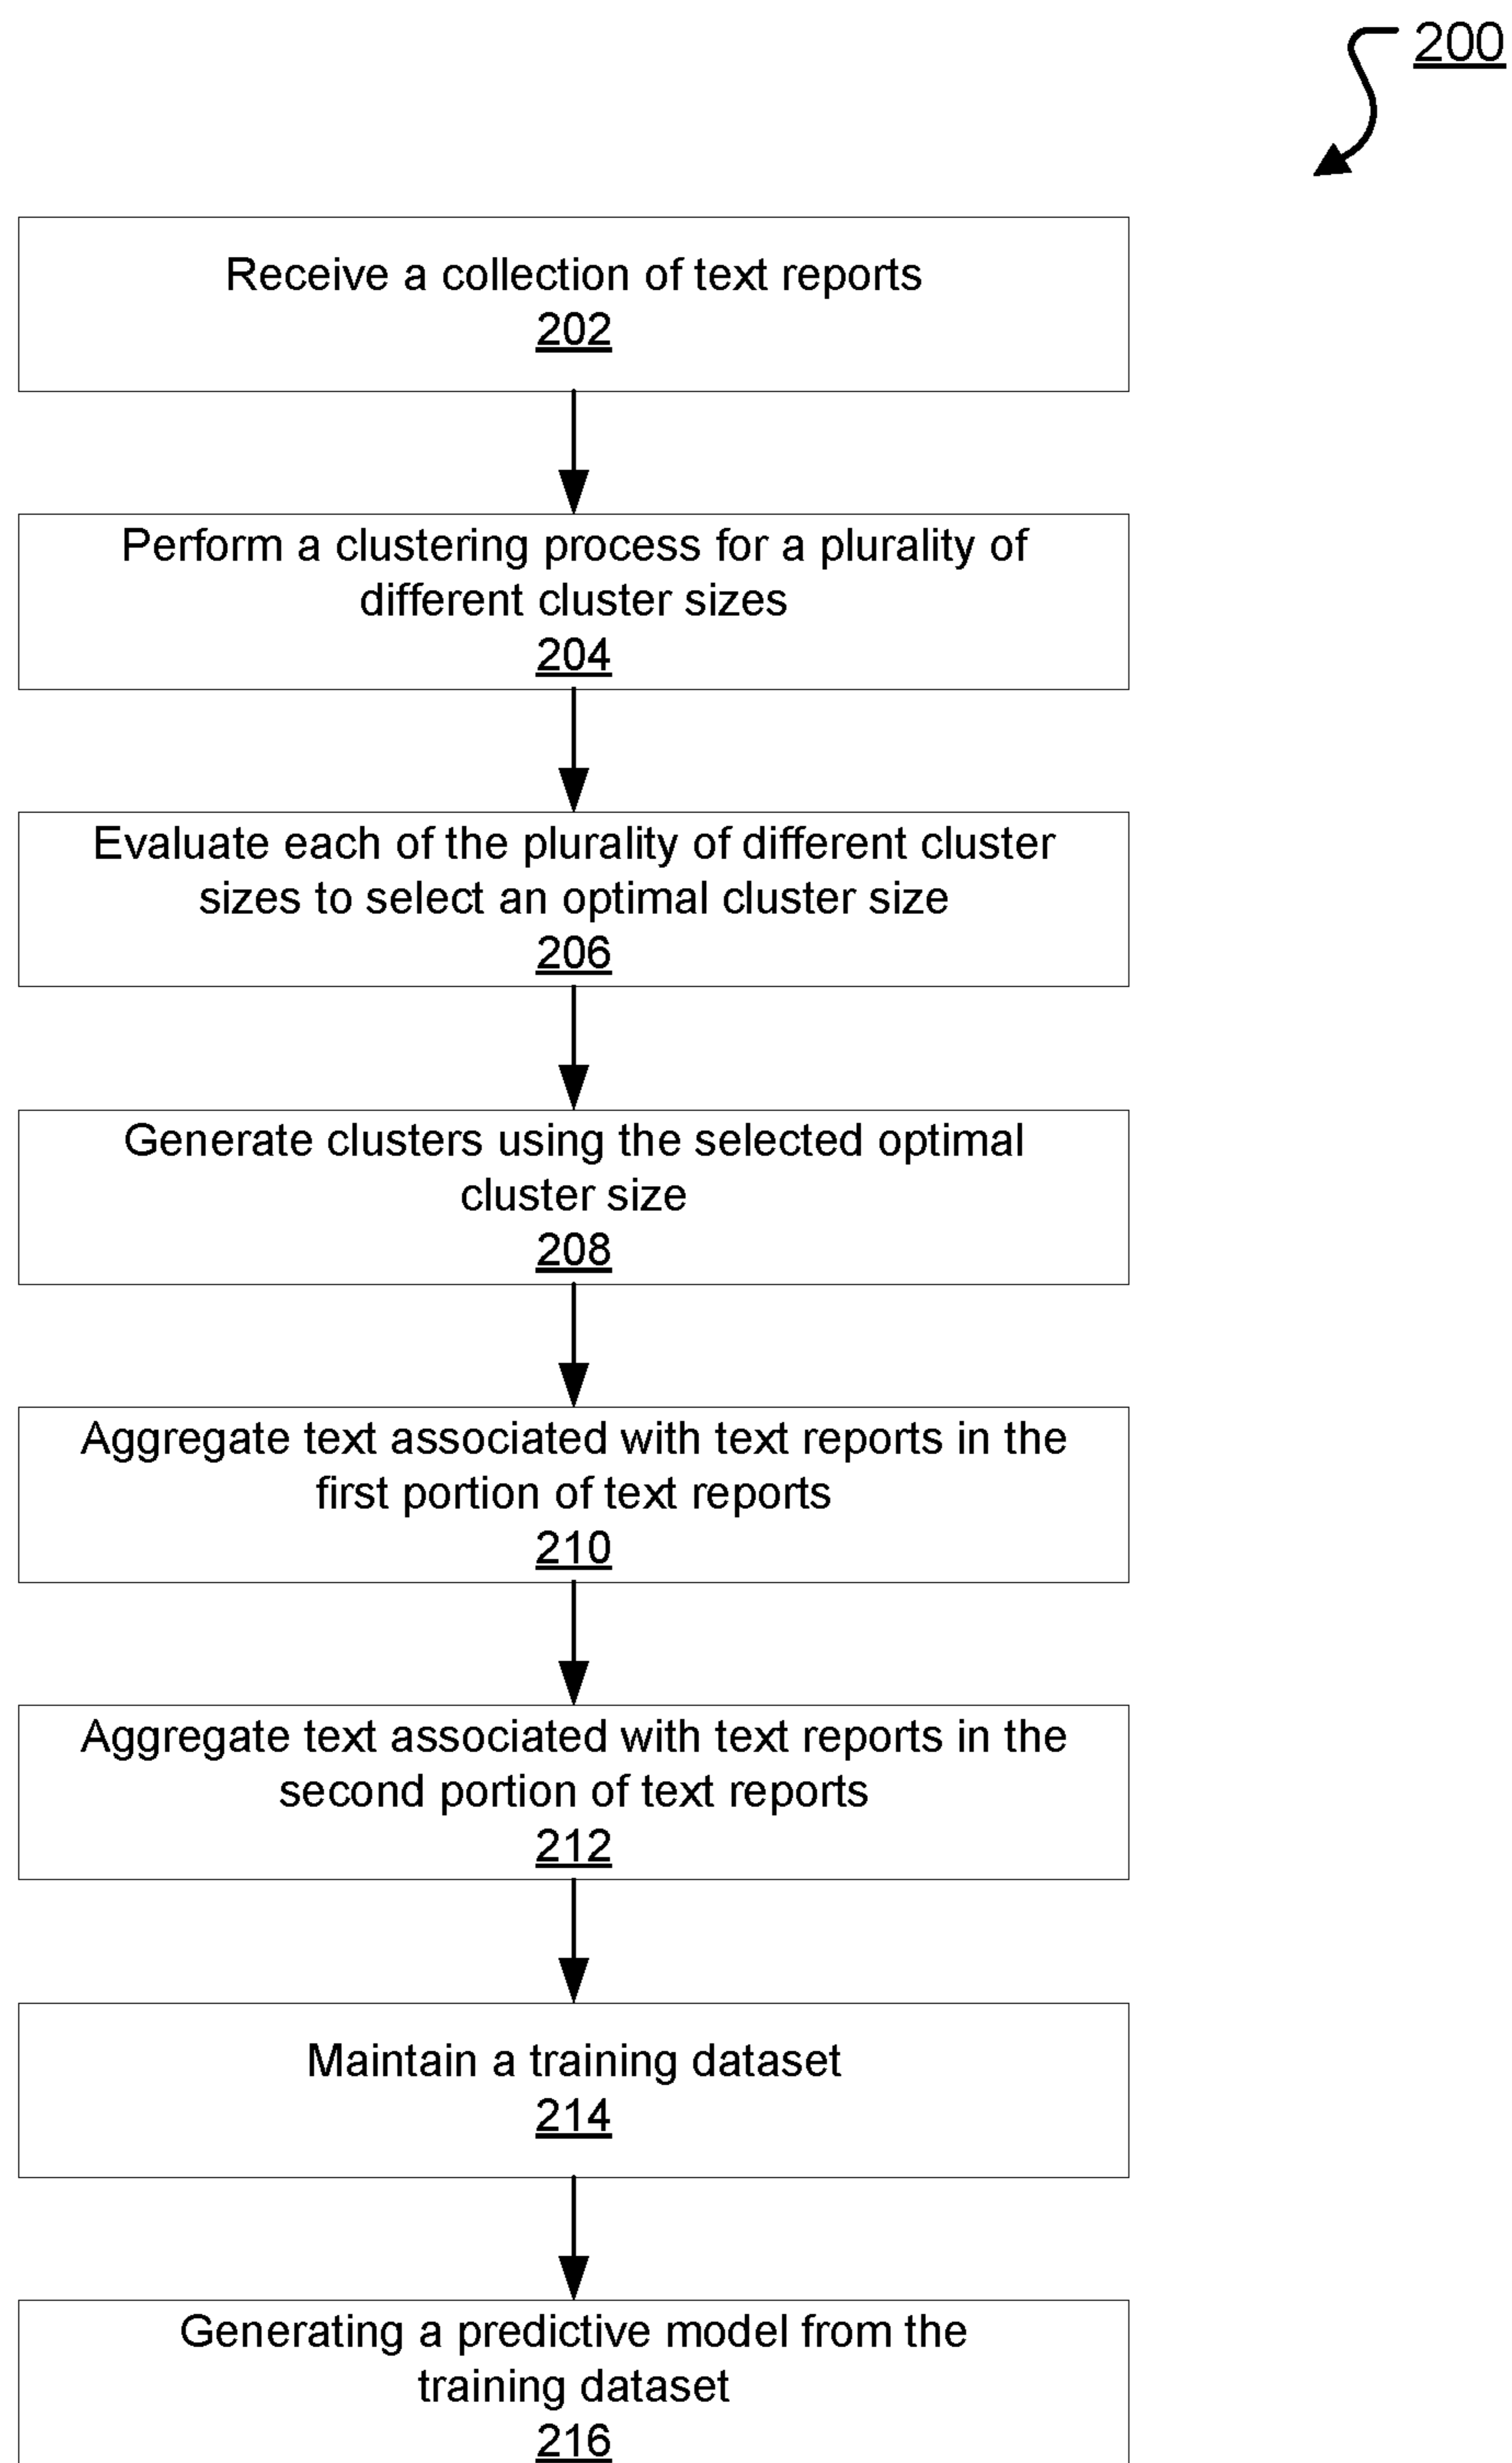 200
Receive a collection of text reports
202
Perform a clustering process for a plurality of
different cluster sizes
204
Evaluate each of the plurality of different cluster
sizes to select an optimal cluster size
206
Generate clusters using the selected optimal
cluster size
208
Aggregate text associated with text reports in the
first portion of text reports
210
Aggregate text associated with text reports in the
second portion of text reports
212
Maintain a training dataset
214
Generating a predictive model from the
training dataset
216